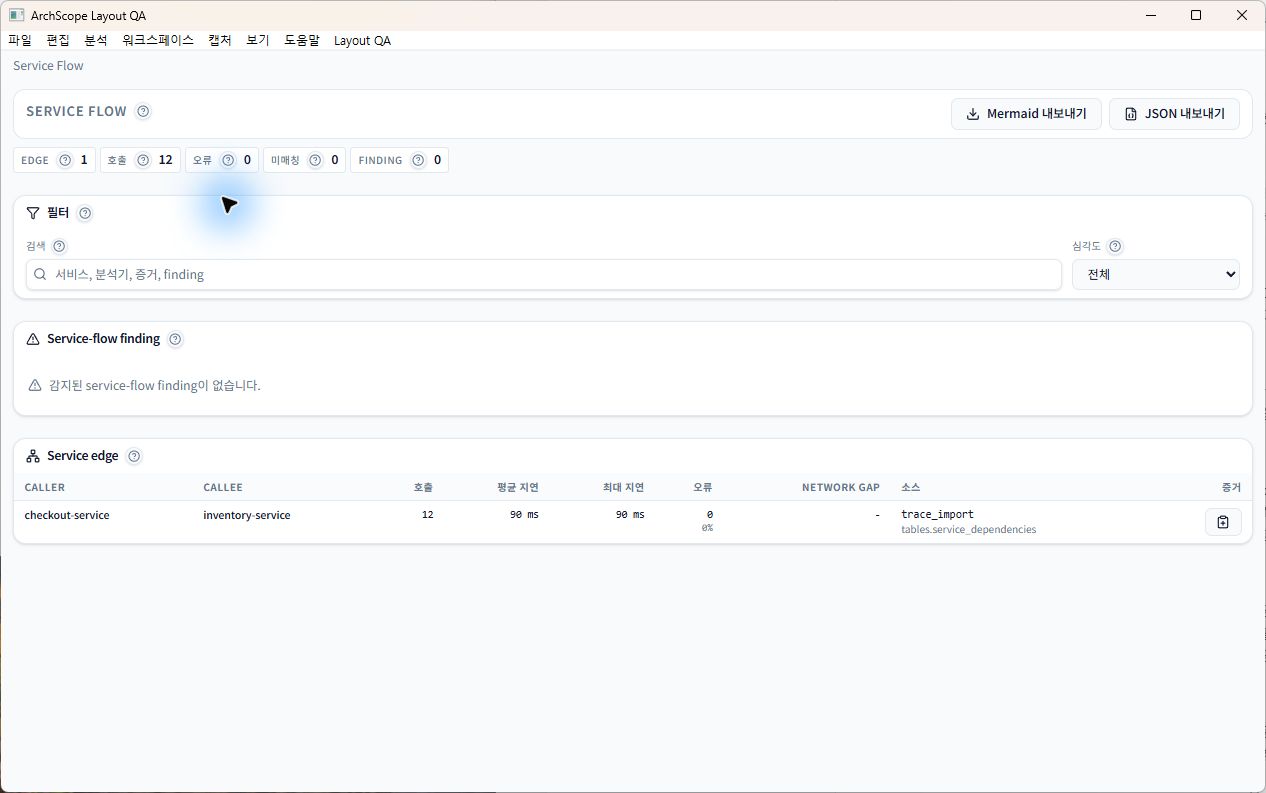 ArchScope Layout QA
파일 편집 분석 워크스페이스 캡처 보기 도움말 Layout QA
Service Flow
SERVICE FLOW
Mermaid 내보내기 JSON 내보내기
EDGE 1 호출 12 오류 0 미매칭 0 FINDING 0
필터
검색 심각도
서비스, 분석기, 증거, finding 전체
Service-flow finding
감지된 service-flow finding이 없습니다.
Service edge
CALLER CALLEE 호출 평균 지연 최대 지연 오류 NETWORK GAP 소스 증거
checkout-service inventory-service 12 90 ms 90 ms 0 - trace_import
0% tables.service_dependencies